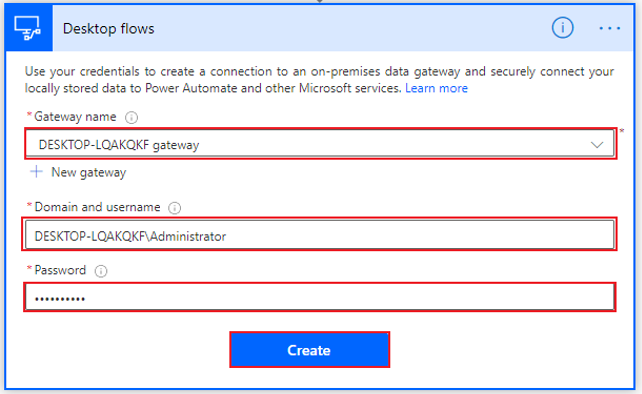 Desktop flows
Use your credentials to create a connection to an on-premises data gateway and securely connect your
locally stored data to Power Automate and other Microsoft services. Learn more
*Gateway name
DESKTOP-LQAKQKF gateway
*
+ New gateway
*Domain and username
DESKTOP-LQAKQKF\Administrator
*Password
••••••••••
Create